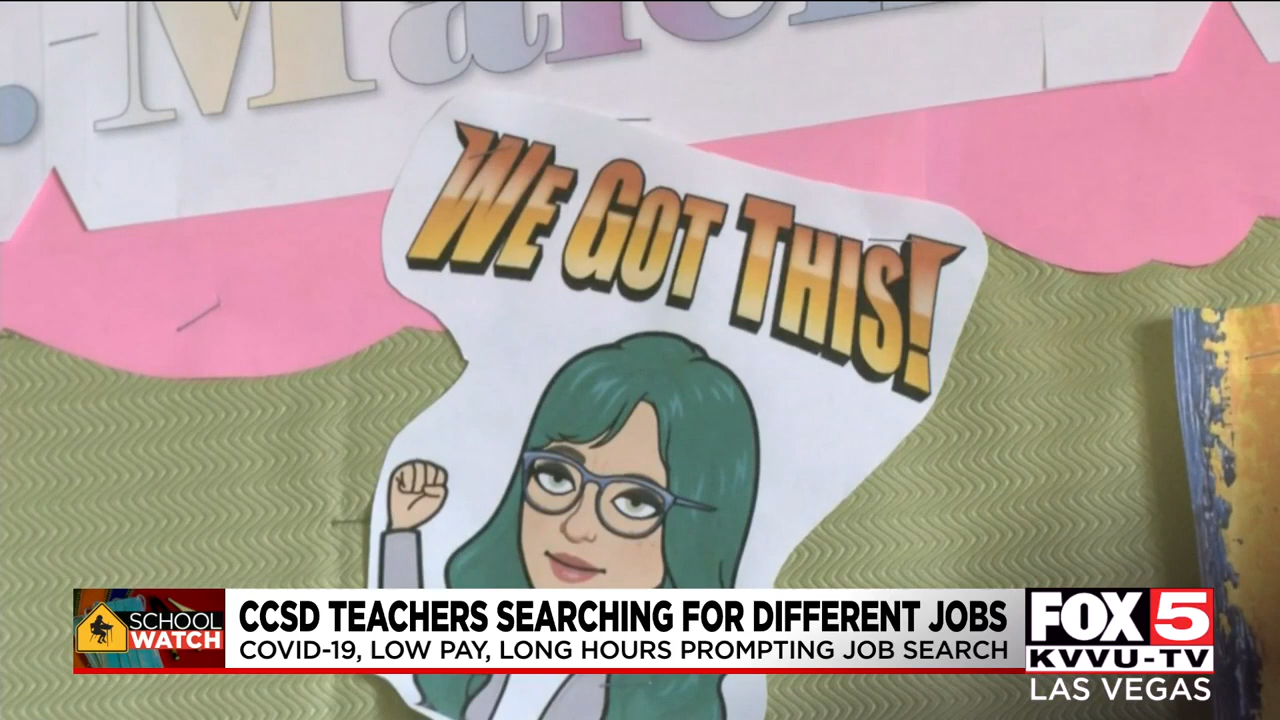 WE GOT THIS!
SCHOOL
WATCH
CCSD TEACHERS SEARCHING FOR DIFFERENT JOBS
COVID-19, LOW PAY, LONG HOURS PROMPTING JOB SEARCH
FOX 5
KVVU-TV
LAS VEGAS